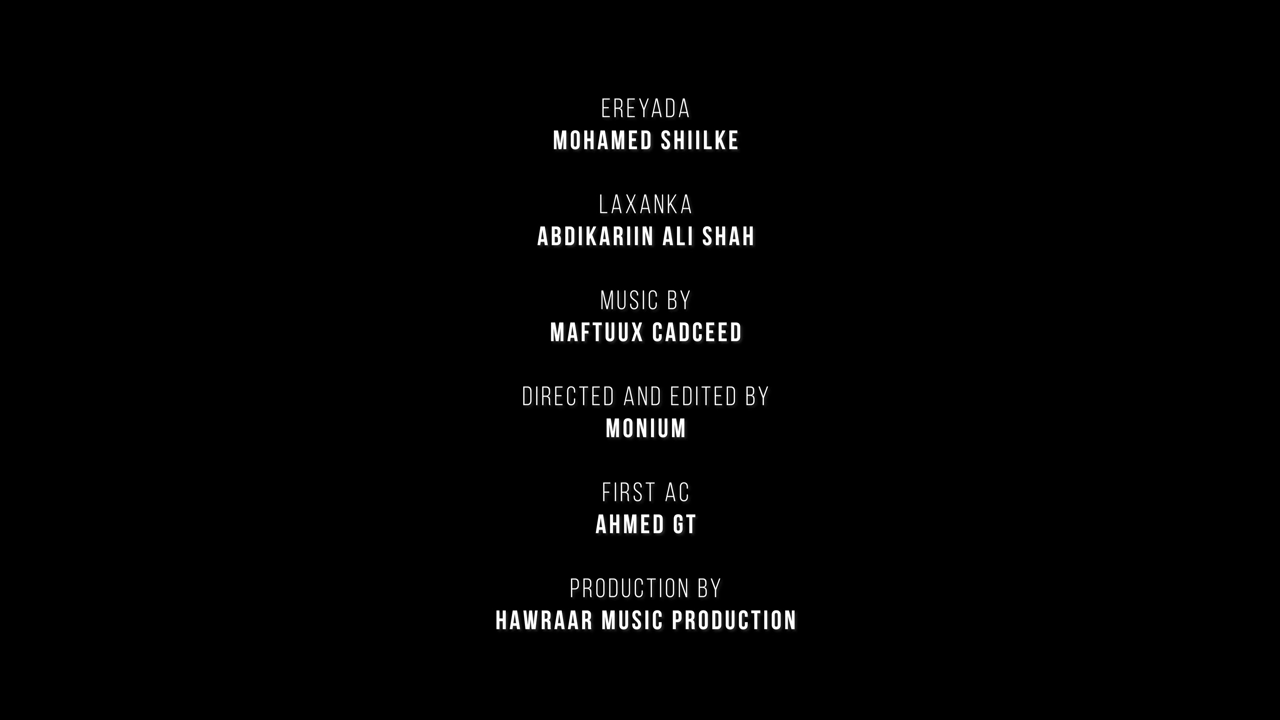 EREYADA
MOHAMED SHIILKE
LAXANKA
ABDIKARIIN ALI SHAH
MUSIC BY
MAFTUUX CADCEED
DIRECTED AND EDITED BY
MONIUM
FIRST AC
AHMED GT
PRODUCTION BY
HAWRAAR MUSIC PRODUCTION